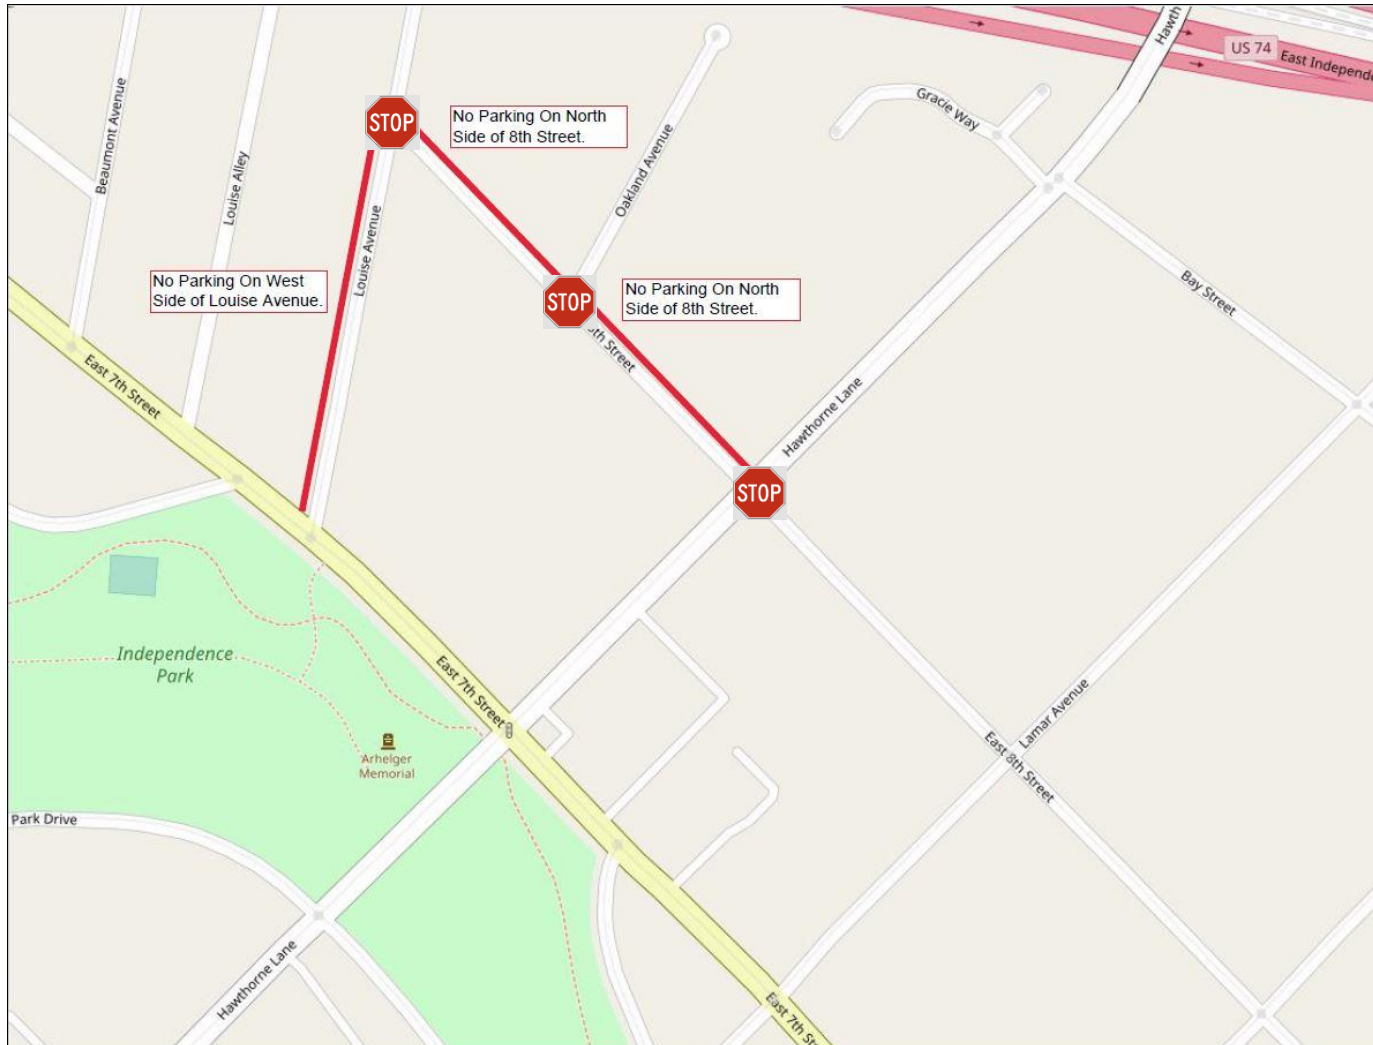 Hawth
US 74
East Independe
Gracie Way
Beaumont Avenue
STOP
No Parking On North
Side of 8th Street.
Oakland Avenue
Louise Alley
Louise Avenue
No Parking On West
Side of Louise Avenue.
STOP
No Parking On North
Side of 8th Street.
Bay Street
8th Street
East 7th Street
Hawthorne Lane
STOP
Independence
Park
East 7th Street
Lamar Avenue
Arhelger
Memorial
East 8th Street
Park Drive
Hawthorne Lane
East 7th St